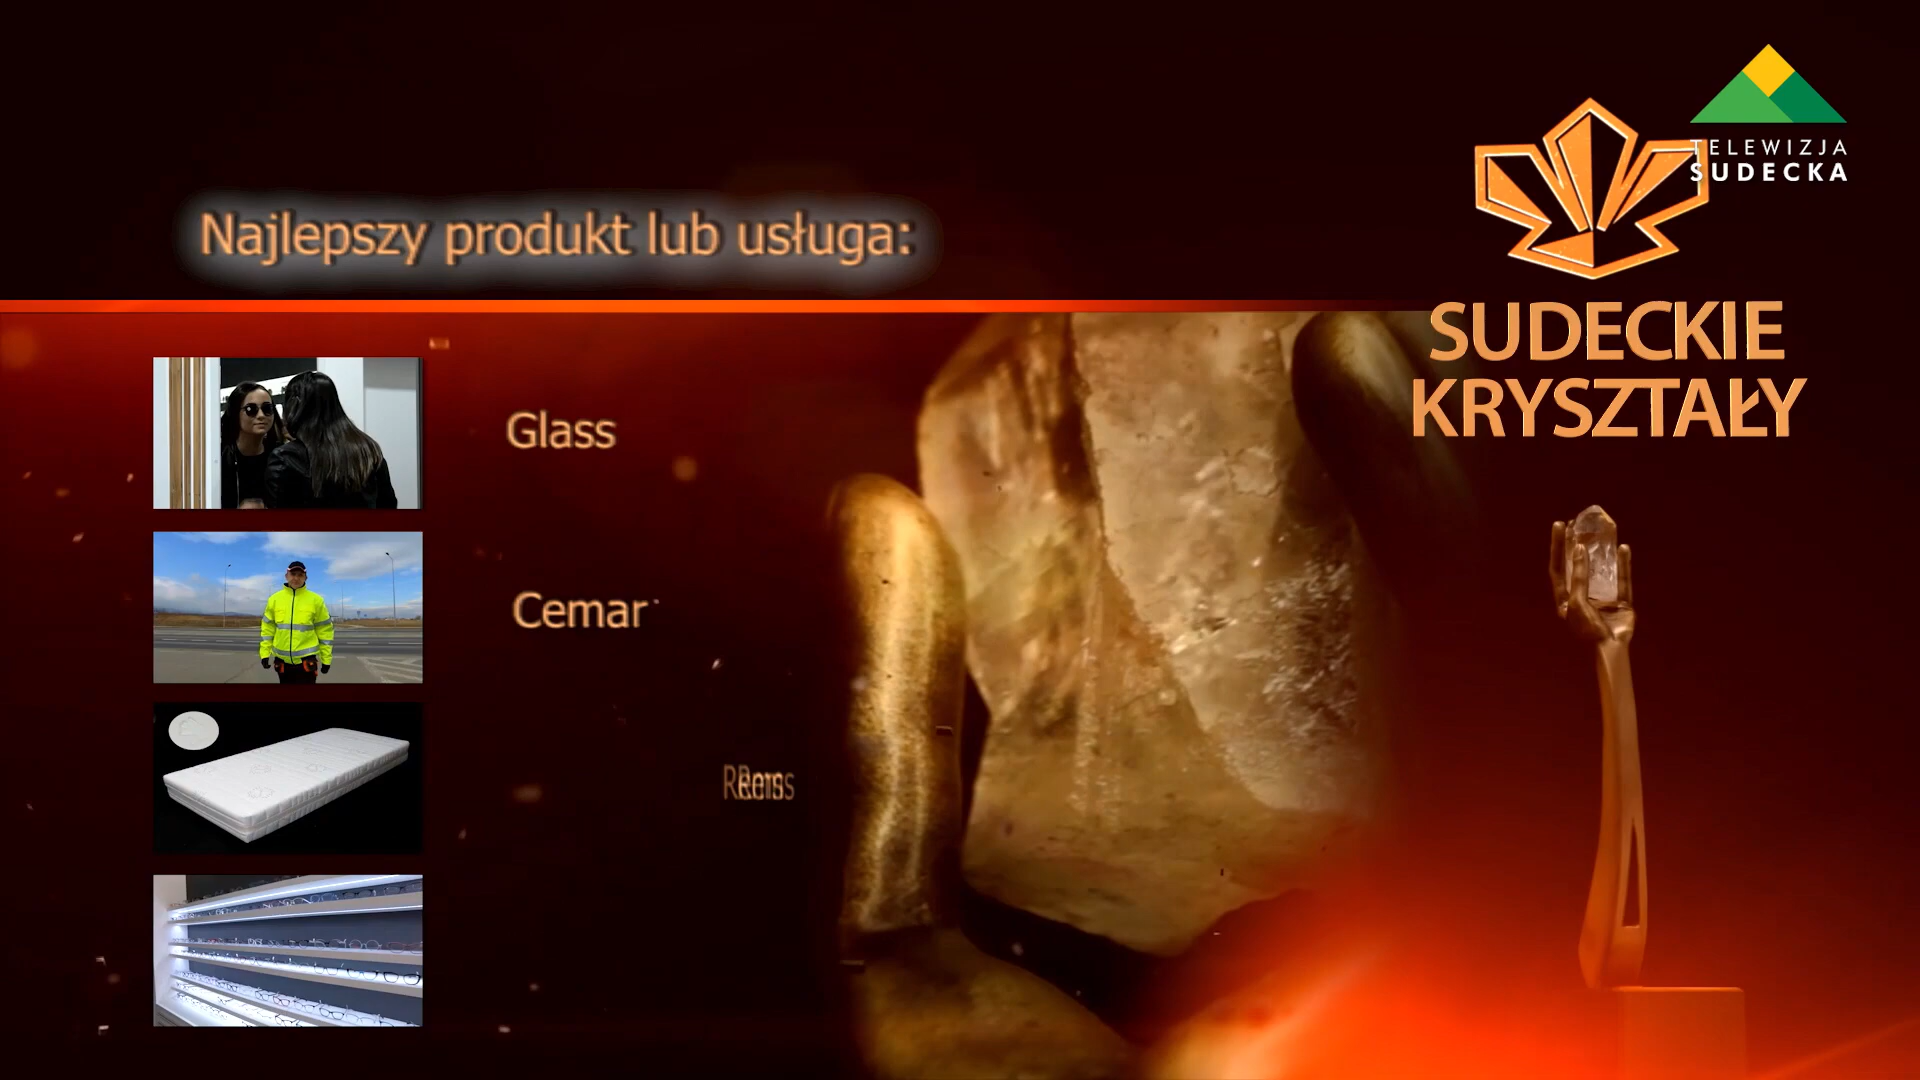 TELEWIZJA
SUDECKA
Najlepszy produkt lub usługa:
SUDECKIE
KRYSZTAŁY
Glass
Cemar